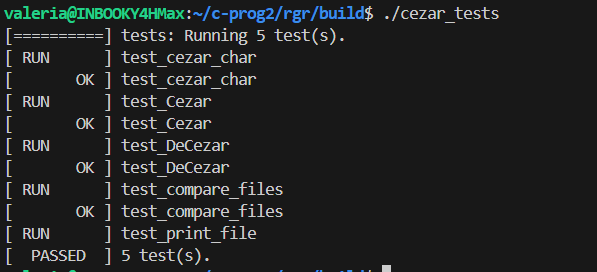 valeria@INBOOKY4HMax:~/c-prog2/rgr/build$ ./cezar_tests
[==========] tests: Running 5 test(s).
[ RUN      ] test_cezar_char
[       OK ] test_cezar_char
[ RUN      ] test_Cezar
[       OK ] test_Cezar
[ RUN      ] test_DeCezar
[       OK ] test_DeCezar
[ RUN      ] test_compare_files
[       OK ] test_compare_files
[ RUN      ] test_print_file
[  PASSED  ] 5 test(s).